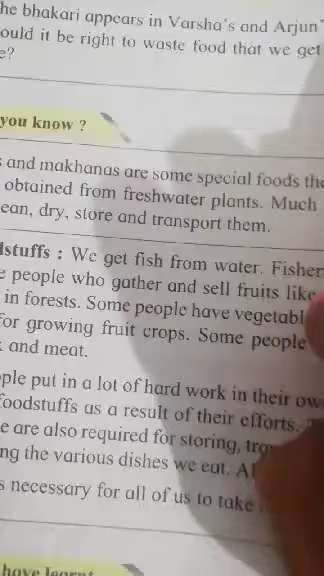 he bhakari appears in Varsha's and Arjun'
ould it be right to waste food that we get
e?
you know ?
and makhanas are some special foods the
obtained from freshwater plants. Much
ean, dry, store and transport them.
lstuffs : We get fish from water. Fisher
e people who gather and sell fruits like
in forests. Some people have vegetabl
for growing fruit crops. Some people
and meat.
ple put in a lot of hard work in their ow
foodstuffs as a result of their efforts.
e are also required for storing, tra
ng the various dishes we eat. Al
s necessary for all of us to take
have learnt